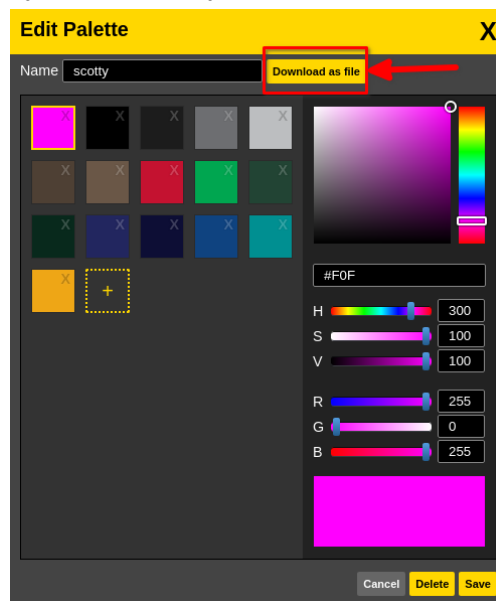 Edit Palette X
Name scotty Download as file
X X X X X
X X X X X
X X X X X
X +
#F0F
H 300
S 100
V 100
R 255
G 0
B 255
Cancel Delete Save